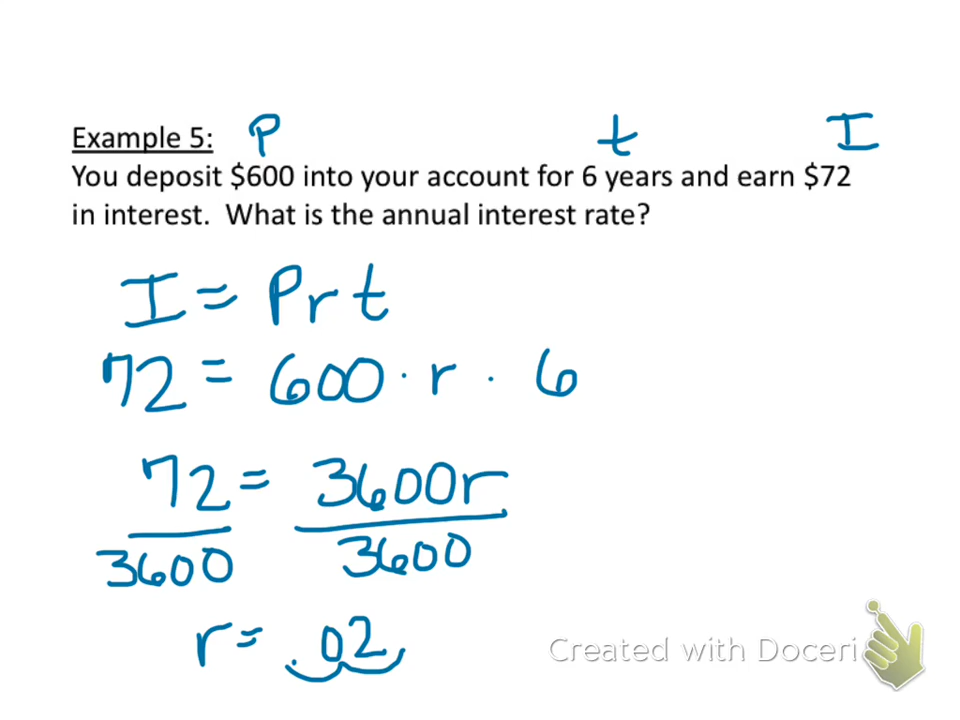 P t I
Example 5:
You deposit $600 into your account for 6 years and earn $72
in interest. What is the annual interest rate?
I = Prt
72 = 600 · r · 6
72 = 3600r
3600 3600
r = .02
Created with Doceri